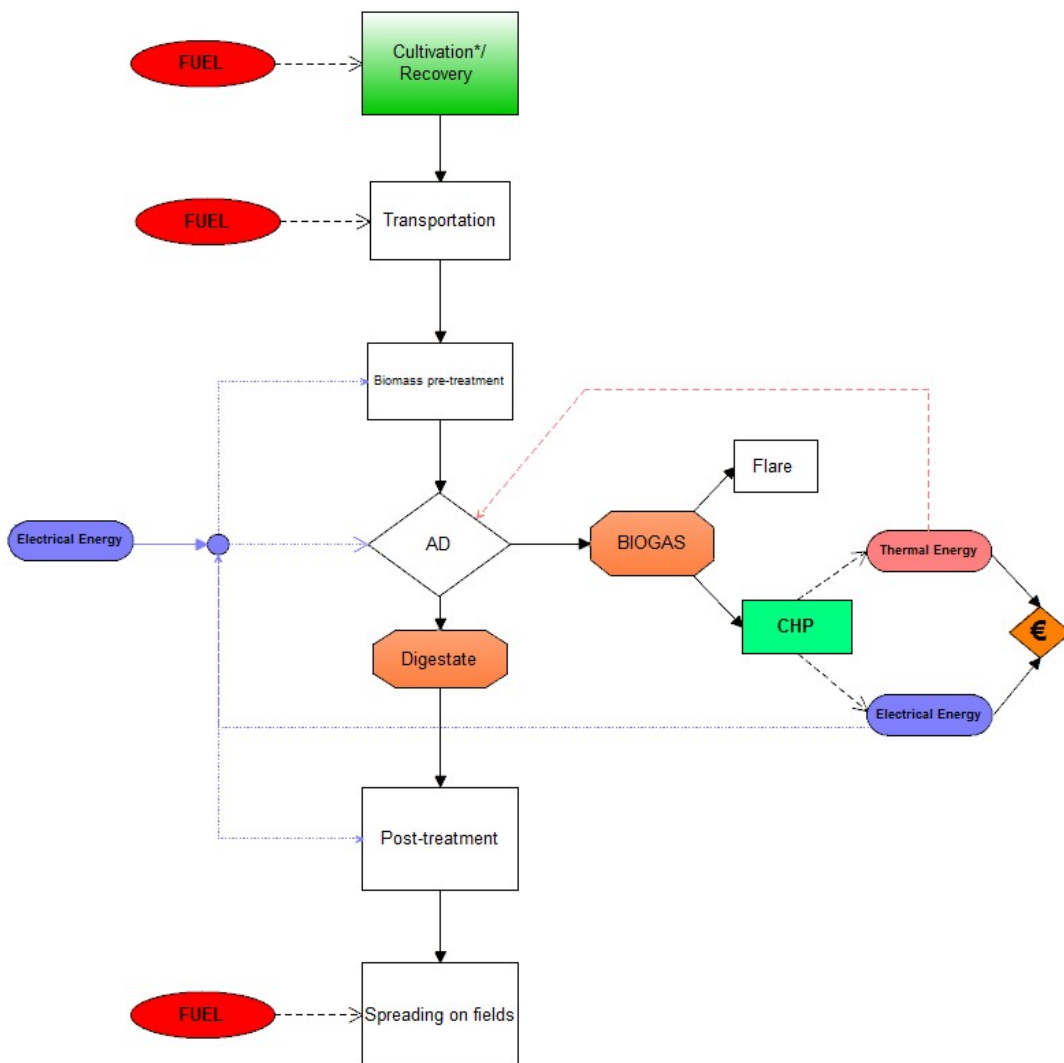 FUEL
Cultivation*/
Recovery
FUEL
Transportation
Biomass pre-treatment
Flare
Electrical Energy
AD
BIOGAS
Thermal Energy
CHP
€
Digestate
Electrical Energy
Post-treatment
FUEL
Spreading on fields